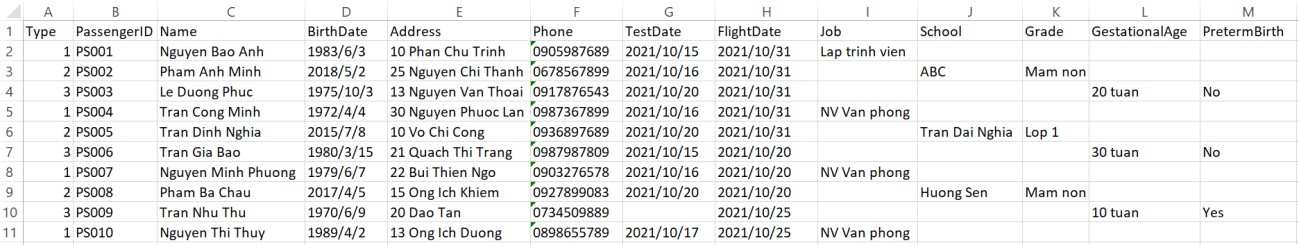 A B C D E F G H I J K L M
1 Type PassengerID Name BirthDate Address Phone TestDate FlightDate Job School Grade GestationalAge PretermBirth
2 1 PS001 Nguyen Bao Anh 1983/6/3 10 Phan Chu Trinh 0905987689 2021/10/15 2021/10/31 Lap trinh vien
3 2 PS002 Pham Anh Minh 2018/5/2 25 Nguyen Chi Thanh 0678567899 2021/10/16 2021/10/31 ABC Mam non
4 3 PS003 Le Duong Phuc 1975/10/3 13 Nguyen Van Thoai 0917876543 2021/10/20 2021/10/31 20 tuan No
5 1 PS004 Tran Cong Minh 1972/4/4 30 Nguyen Phuoc Lan 0987367899 2021/10/16 2021/10/31 NV Van phong
6 2 PS005 Tran Dinh Nghia 2015/7/8 10 Vo Chi Cong 0936897689 2021/10/20 2021/10/31 Tran Dai Nghia Lop 1
7 3 PS006 Tran Gia Bao 1980/3/15 21 Quach Thi Trang 0987987809 2021/10/15 2021/10/20 30 tuan No
8 1 PS007 Nguyen Minh Phuong 1979/6/7 22 Bui Thien Ngo 0903276578 2021/10/16 2021/10/20 NV Van phong
9 2 PS008 Pham Ba Chau 2017/4/5 15 Ong Ich Khiem 0927899083 2021/10/20 2021/10/20 Huong Sen Mam non
10 3 PS009 Tran Nhu Thu 1970/6/9 20 Dao Tan 0734509889 2021/10/25 10 tuan Yes
11 1 PS010 Nguyen Thi Thuy 1989/4/2 13 Ong Ich Duong 0898655789 2021/10/17 2021/10/25 NV Van phong